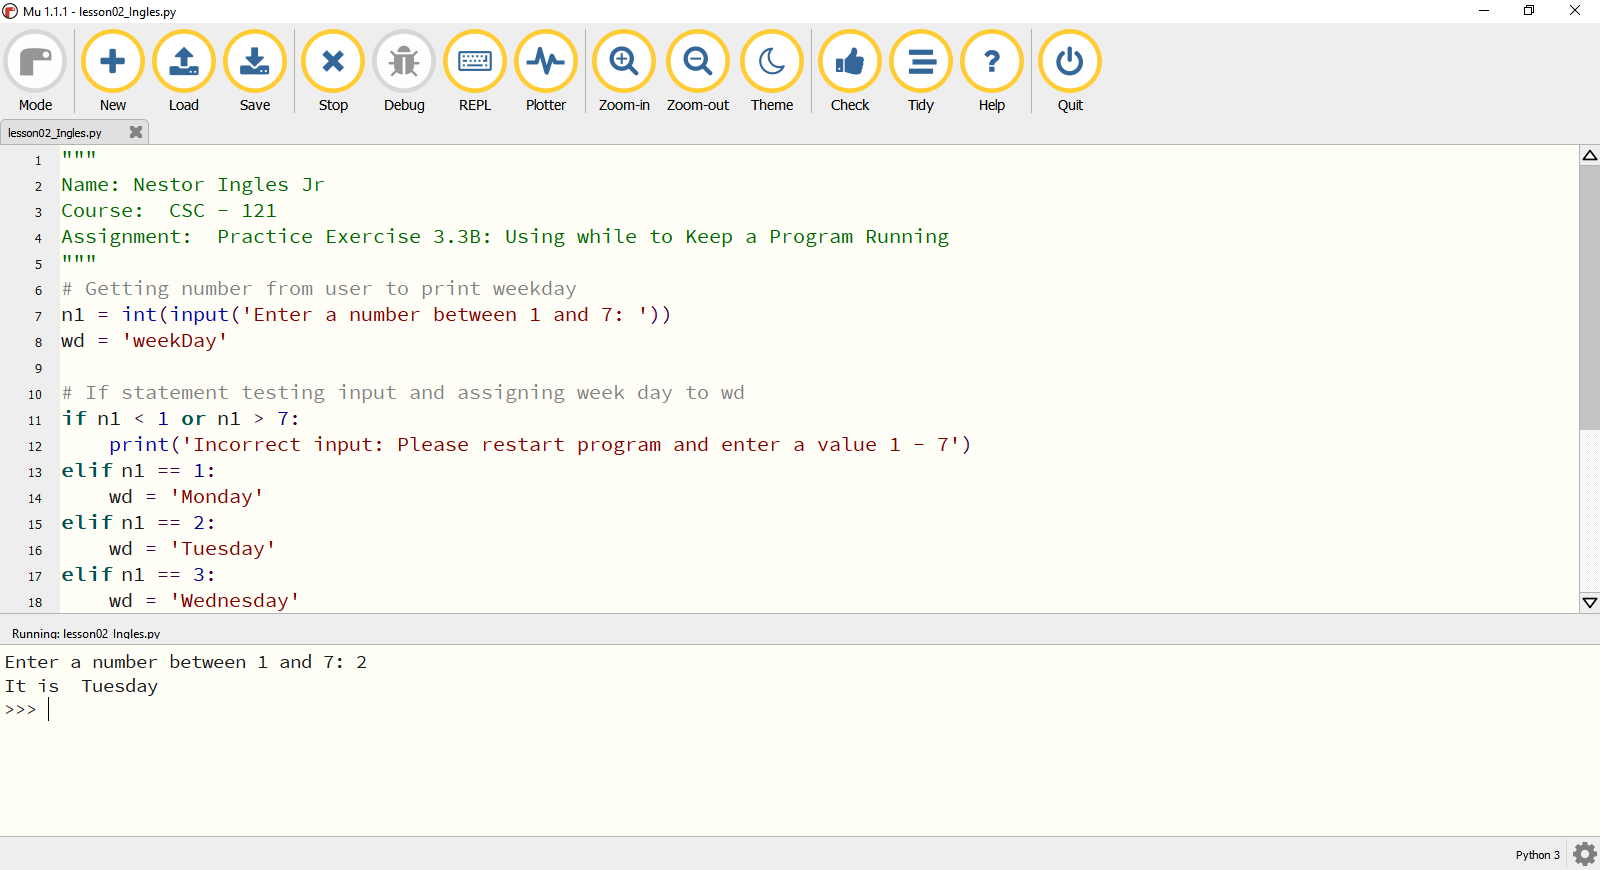 Mu 1.1.1 - lesson02_Ingles.py
Mode New Load Save Stop Debug REPL Plotter Zoom-in Zoom-out Theme Check Tidy Help Quit
lesson02_Ingles.py
1 """
2 Name: Nestor Ingles Jr
3 Course:  CSC - 121
4 Assignment:  Practice Exercise 3.3B: Using while to Keep a Program Running
5 """
6 # Getting number from user to print weekday
7 n1 = int(input('Enter a number between 1 and 7: '))
8 wd = 'weekDay'
9
10 # If statement testing input and assigning week day to wd
11 if n1 < 1 or n1 > 7:
12     print('Incorrect input: Please restart program and enter a value 1 - 7')
13 elif n1 == 1:
14     wd = 'Monday'
15 elif n1 == 2:
16     wd = 'Tuesday'
17 elif n1 == 3:
18     wd = 'Wednesday'
Running: lesson02_Ingles.py
Enter a number between 1 and 7: 2
It is  Tuesday
>>>
Python 3